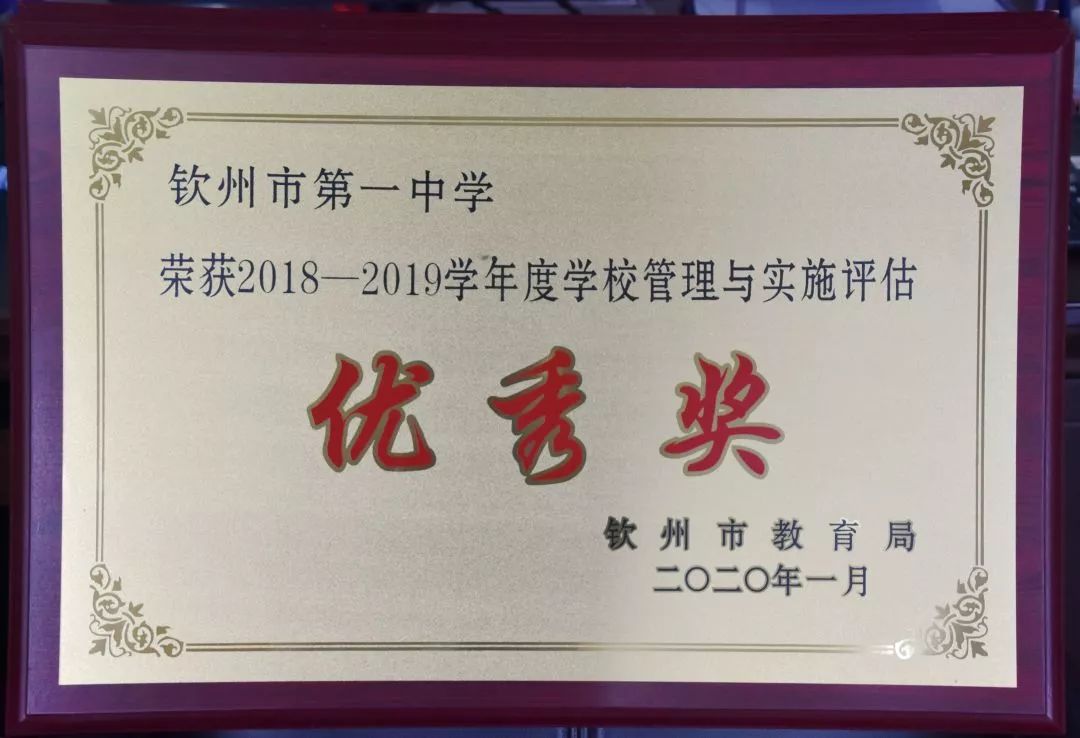 钦州市第一中学
荣获2018—2019学年度学校管理与实施评估
优秀奖
钦州市教育局
二〇二〇年一月